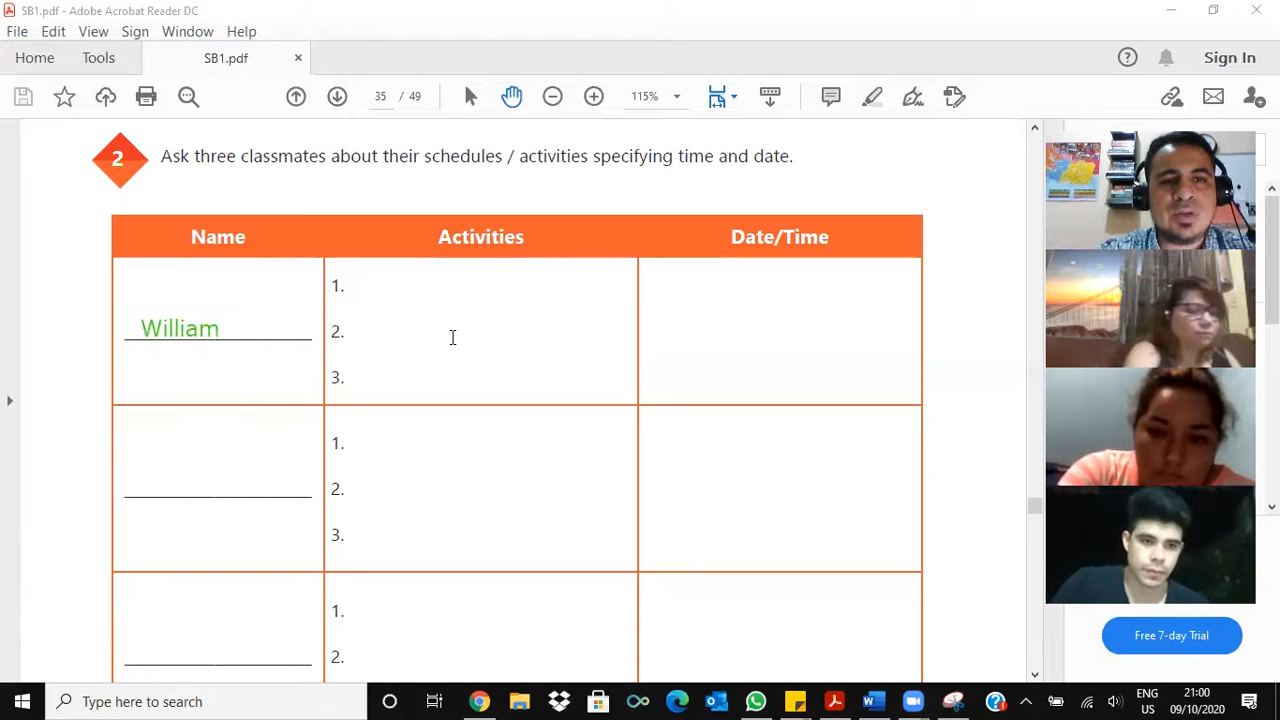 SB1.pdf - Adobe Acrobat Reader DC
File Edit View Sign Window Help
Home Tools SB1.pdf × Sign In
35 / 49 115%
2 Ask three classmates about their schedules / activities specifying time and date.
Name Activities Date/Time
1.
William
2.
3.
1.
2.
3.
1.
2.
Free 7-day Trial
Type here to search
ENG 21:00
US 09/10/2020